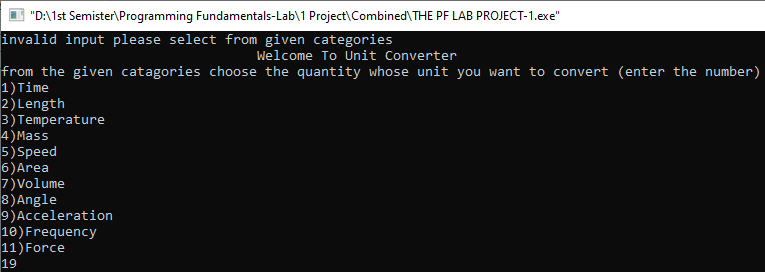 "D:\1st Semister\Programming Fundamentals-Lab\1 Project\Combined\THE PF LAB PROJECT-1.exe"
invalid input please select from given categories
Welcome To Unit Converter
from the given catagories choose the quantity whose unit you want to convert (enter the number)
1)Time
2)Length
3)Temperature
4)Mass
5)Speed
6)Area
7)Volume
8)Angle
9)Acceleration
10)Frequency
11)Force
19